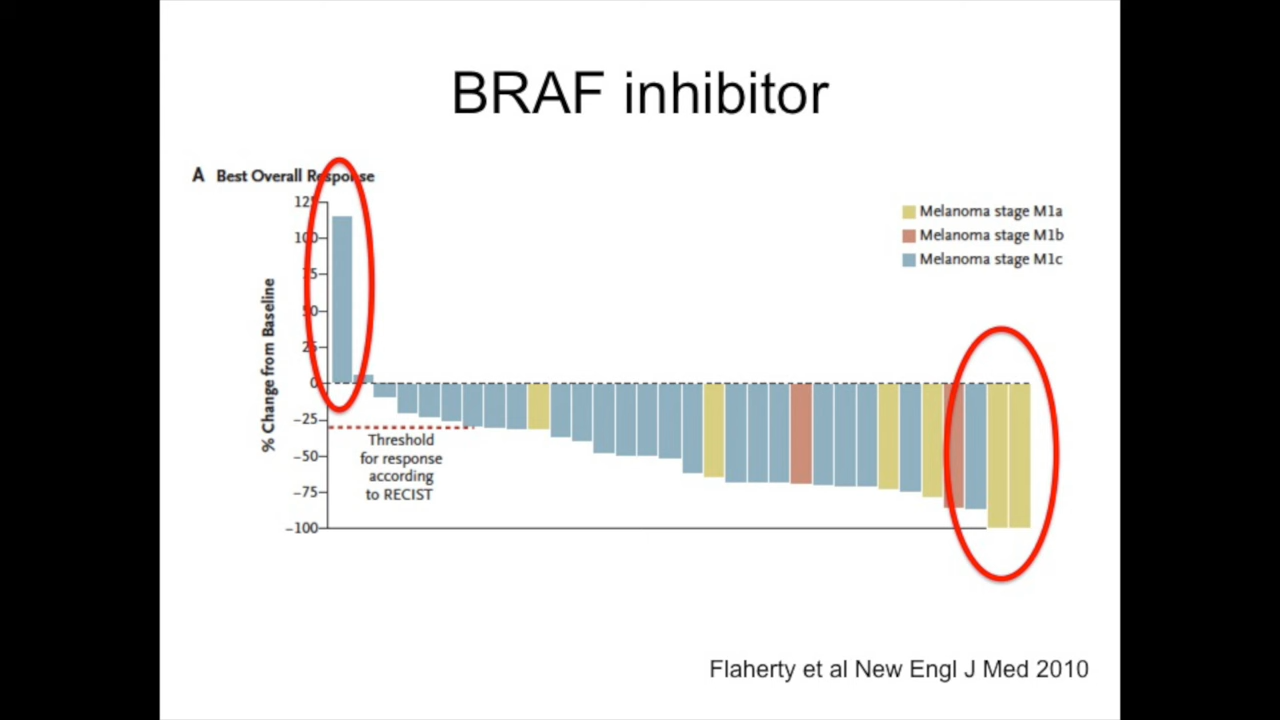 BRAF inhibitor
A Best Overall Response
125
100
75
50
25
0
-25
-50
-75
-100
% Change from Baseline
Threshold
for response
according
to RECIST
Melanoma stage M1a
Melanoma stage M1b
Melanoma stage M1c
Flaherty et al New Engl J Med 2010